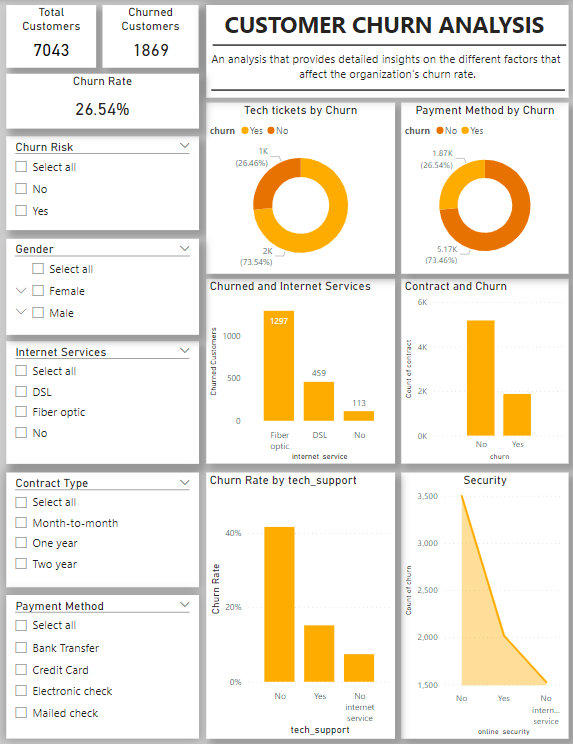 Total
Customers
7043
Churned
Customers
1869
CUSTOMER CHURN ANALYSIS
An analysis that provides detailed insights on the different factors that
affect the organization's churn rate.
Churn Rate
26.54%
Churn Risk
Select all
No
Yes
Gender
Select all
Female
Male
Internet Services
Select all
DSL
Fiber optic
No
Contract Type
Select all
Month-to-month
One year
Two year
Payment Method
Select all
Bank Transfer
Credit Card
Electronic check
Mailed check
Tech tickets by Churn
churn Yes No
1K
(26.46%)
2K
(73.54%)
Payment Method by Churn
churn No Yes
1.87K
(26.54%)
5.17K
(73.46%)
Churned and Internet Services
Churned Customers
1000
500
0
1297
459
113
Fiber
optic
DSL
No
internet_service
Contract and Churn
Count of contract
6K
4K
2K
0K
No
Yes
churn
Churn Rate by tech_support
Churn Rate
40%
20%
0%
No
Yes
No
internet
service
tech_support
Security
Count of churn
3,500
3,000
2,500
2,000
1,500
No
Yes
No
intern...
service
online_security